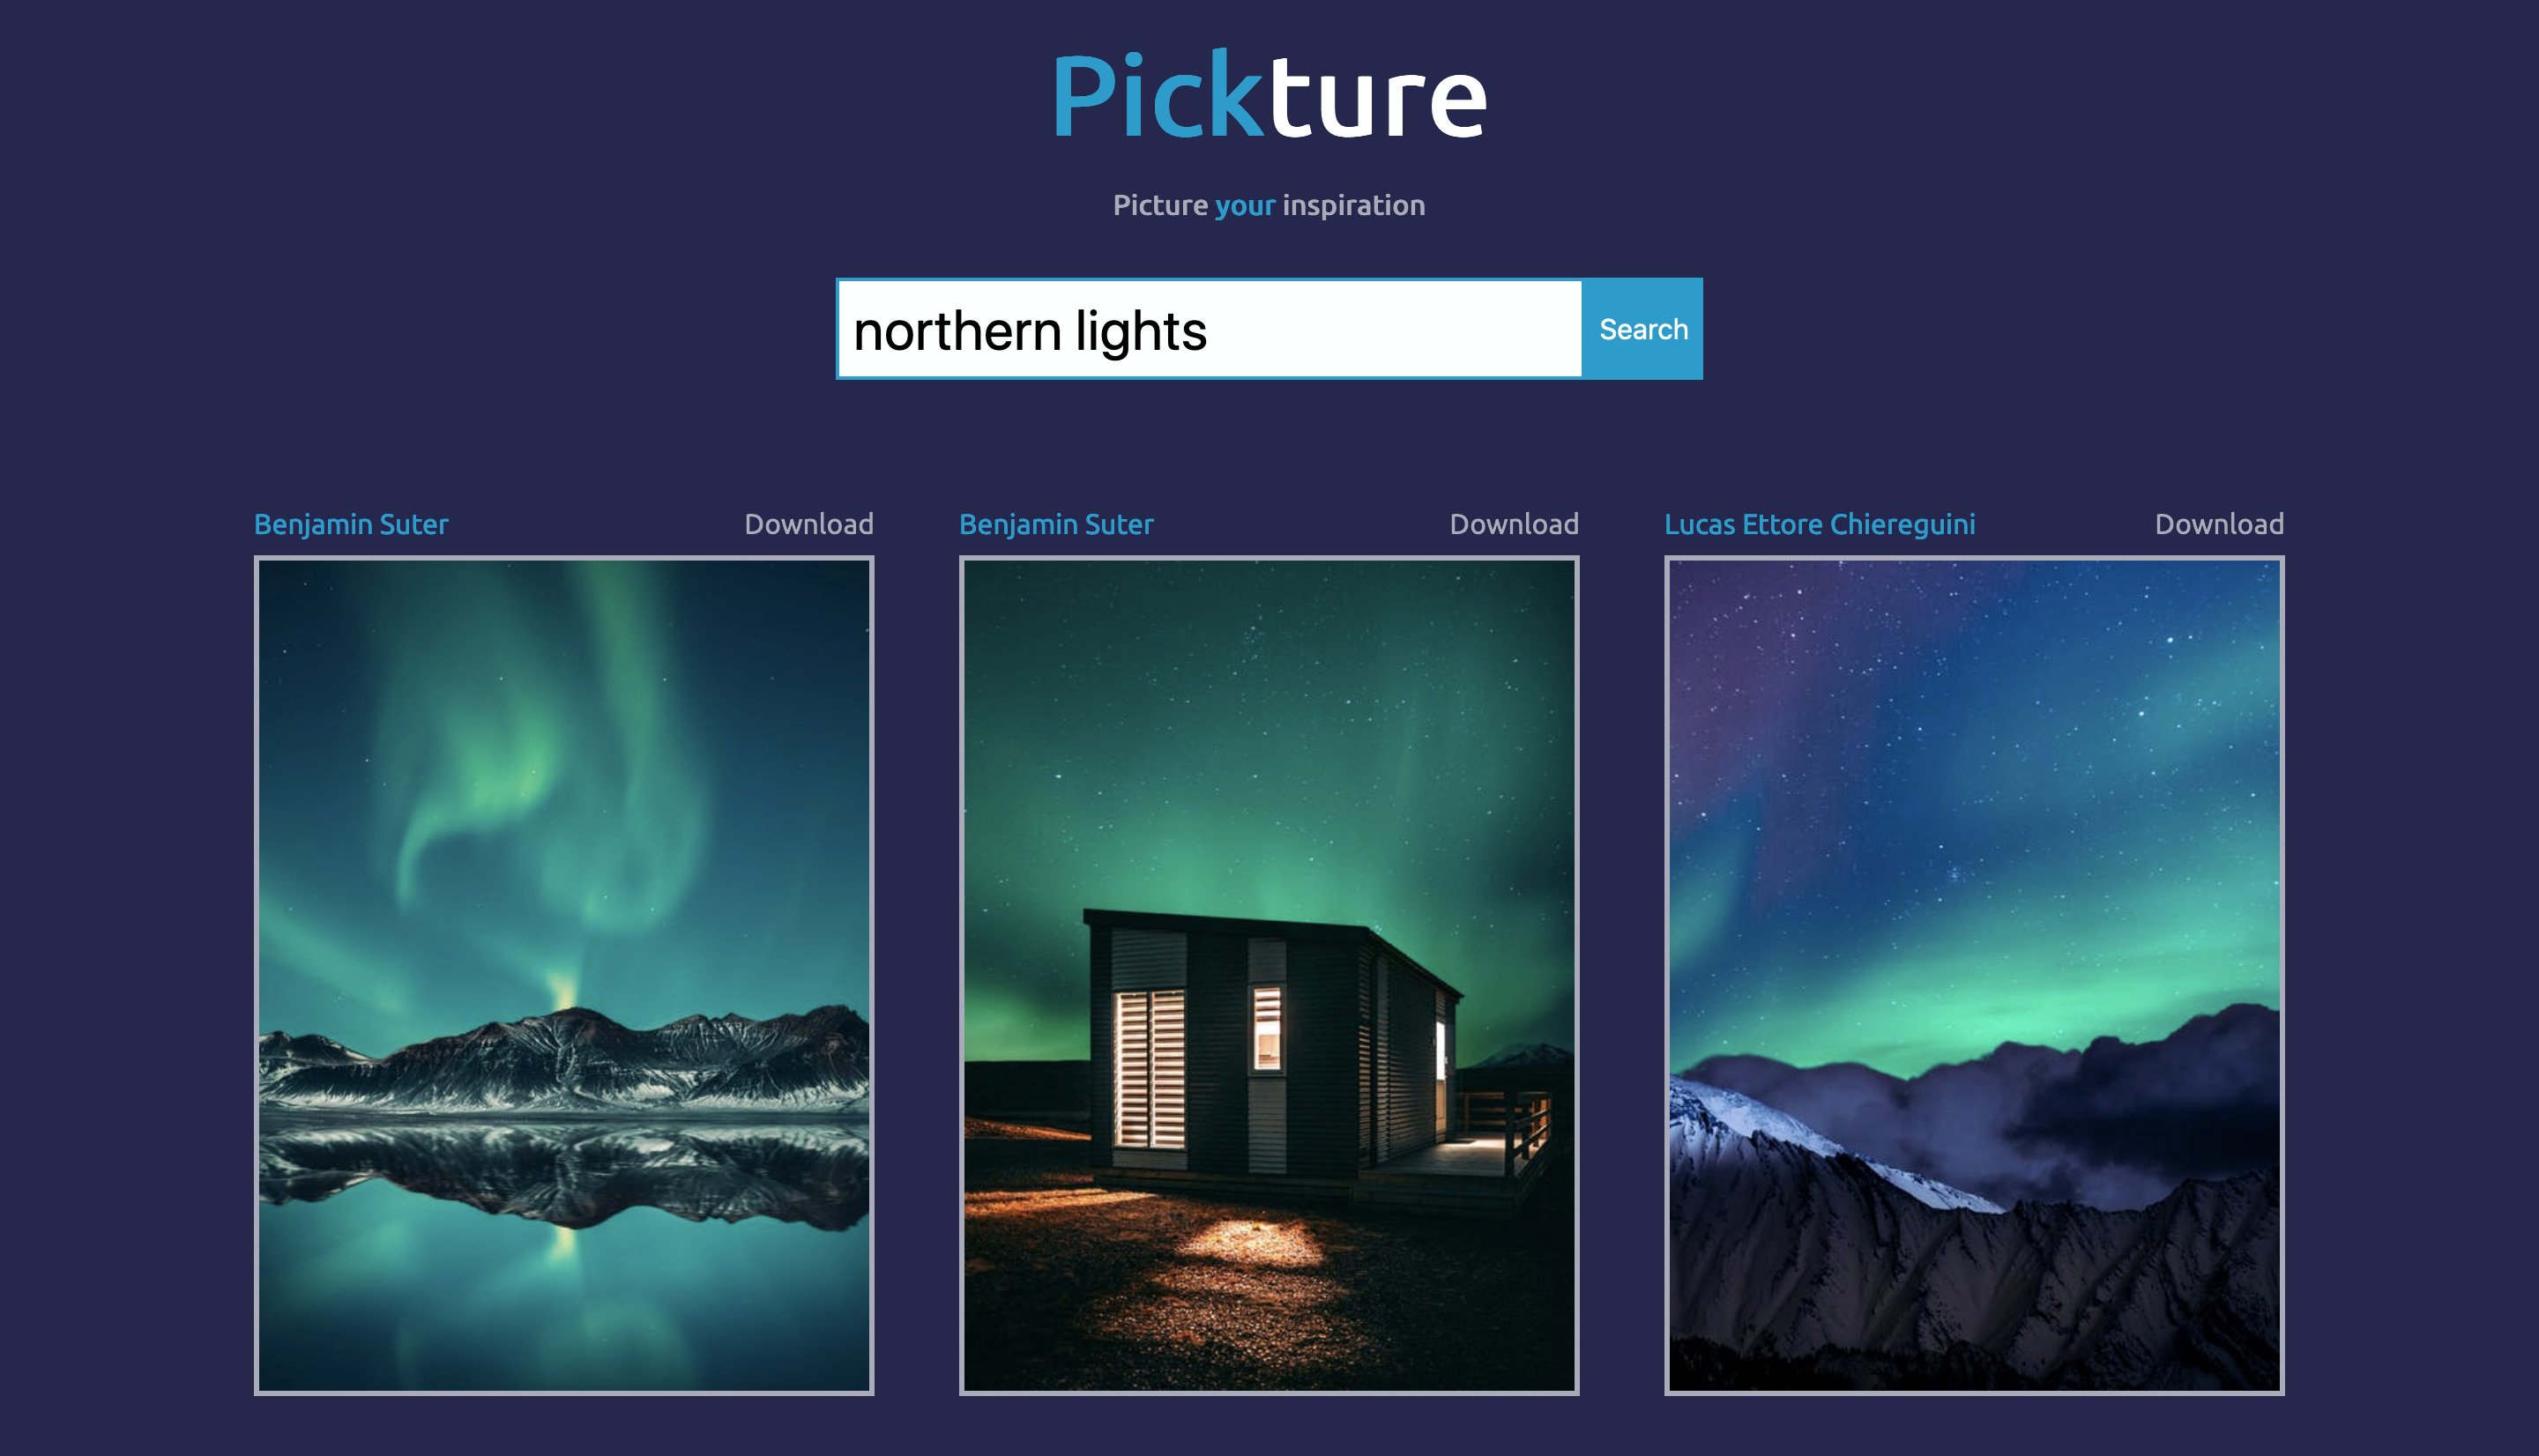 Pickture
Picture your inspiration
northern lights Search
Benjamin Suter Download Benjamin Suter Download Lucas Ettore Chiereguini Download